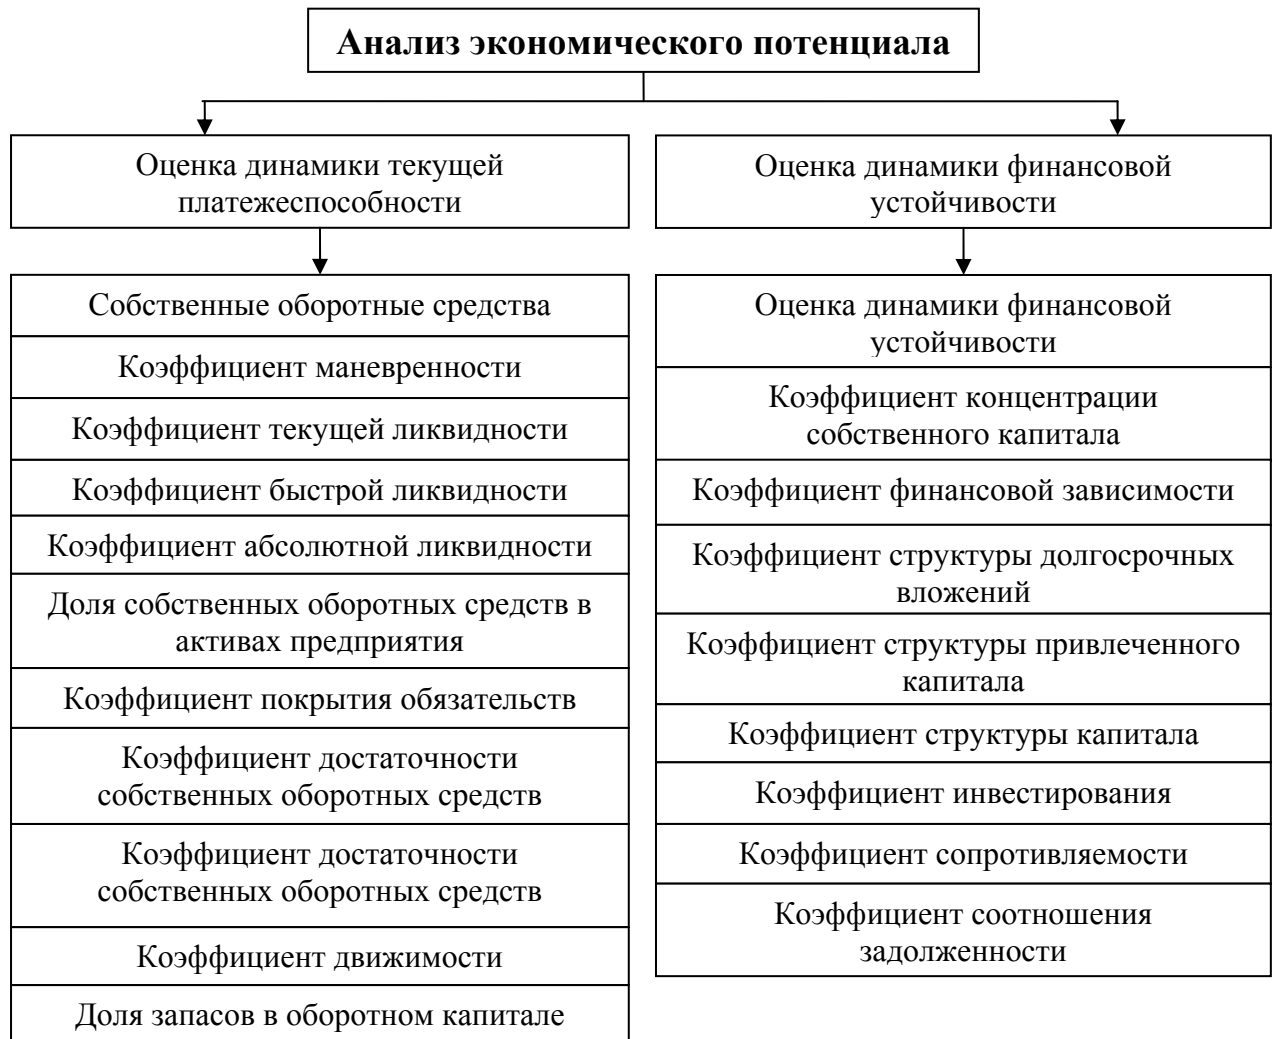 Анализ экономического потенциала
Оценка динамики текущей
платежеспособности
Оценка динамики финансовой
устойчивости
Собственные оборотные средства
Коэффициент маневренности
Коэффициент текущей ликвидности
Коэффициент быстрой ликвидности
Коэффициент абсолютной ликвидности
Доля собственных оборотных средств в
активах предприятия
Коэффициент покрытия обязательств
Коэффициент достаточности
собственных оборотных средств
Коэффициент достаточности
собственных оборотных средств
Коэффициент движимости
Доля запасов в оборотном капитале
Оценка динамики финансовой
устойчивости
Коэффициент концентрации
собственного капитала
Коэффициент финансовой зависимости
Коэффициент структуры долгосрочных
вложений
Коэффициент структуры привлеченного
капитала
Коэффициент структуры капитала
Коэффициент инвестирования
Коэффициент сопротивляемости
Коэффициент соотношения
задолженности